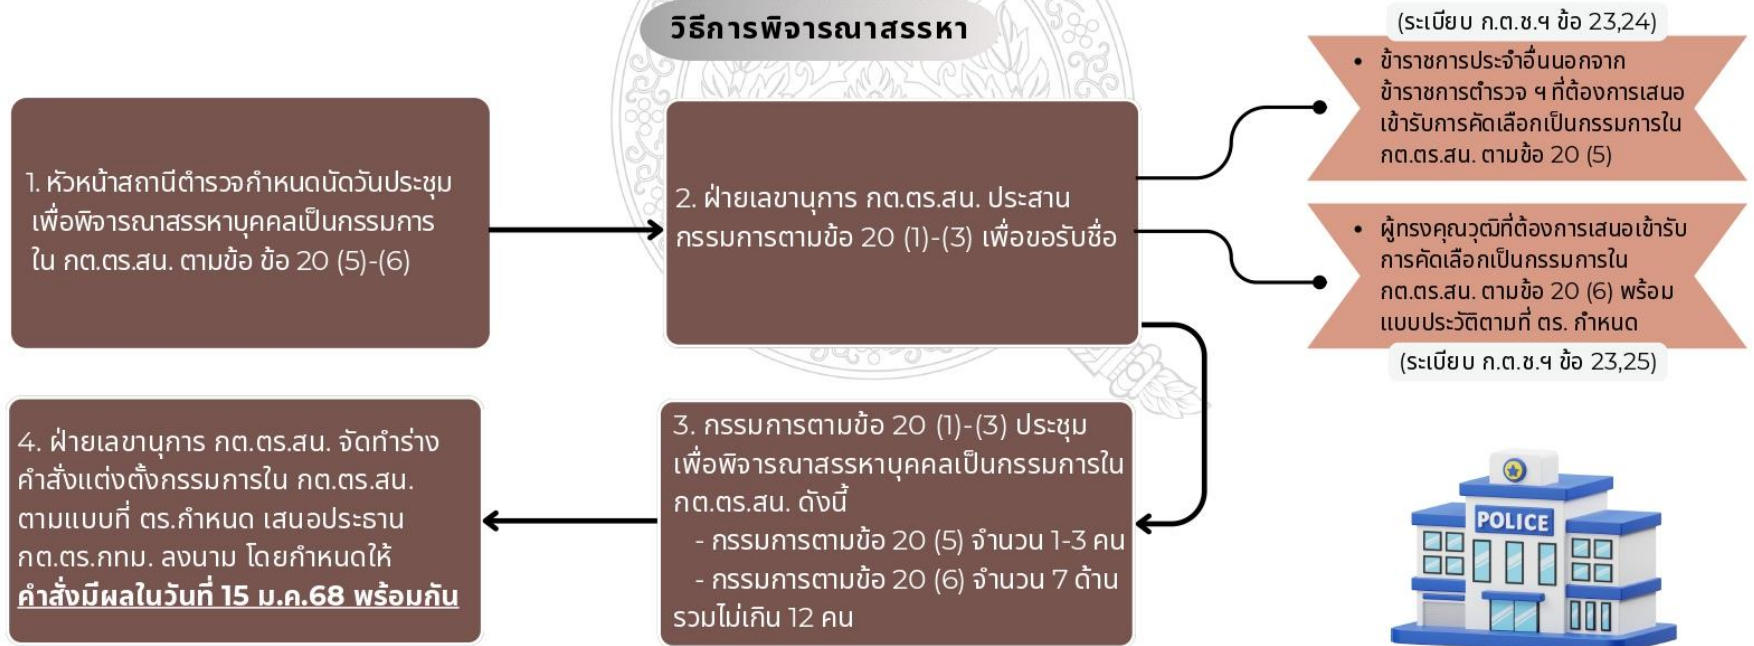 วิธีการพิจารณาสรรหา
1. หัวหน้าสถานีตำรวจกำหนดนัดวันประชุม
เพื่อพิจารณาสรรหาบุคคลเป็นกรรมการ
ใน กต.ตร.สน. ตามข้อ ข้อ 20 (5)-(6)
2. ฝ่ายเลขานุการ กต.ตร.สน. ประสาน
กรรมการตามข้อ 20 (1)-(3) เพื่อขอรับชื่อ
(ระเบียบ ก.ต.ช.ฯ ข้อ 23,24)
• ข้าราชการประจำอื่นนอกจาก
ข้าราชการตำรวจ ฯ ที่ต้องการเสนอ
เข้ารับการคัดเลือกเป็นกรรมการใน
กต.ตร.สน. ตามข้อ 20 (5)
• ผู้ทรงคุณวุฒิที่ต้องการเสนอเข้ารับ
การคัดเลือกเป็นกรรมการใน
กต.ตร.สน. ตามข้อ 20 (6) พร้อม
แบบประวัติตามที่ ตร. กำหนด
(ระเบียบ ก.ต.ช.ฯ ข้อ 23,25)
3. กรรมการตามข้อ 20 (1)-(3) ประชุม
เพื่อพิจารณาสรรหาบุคคลเป็นกรรมการใน
กต.ตร.สน. ดังนี้
- กรรมการตามข้อ 20 (5) จำนวน 1-3 คน
- กรรมการตามข้อ 20 (6) จำนวน 7 ด้าน
รวมไม่เกิน 12 คน
4. ฝ่ายเลขานุการ กต.ตร.สน. จัดทำร่าง
คำสั่งแต่งตั้งกรรมการใน กต.ตร.สน.
ตามแบบที่ ตร.กำหนด เสนอประธาน
กต.ตร.กทม. ลงนาม โดยกำหนดให้
คำสั่งมีผลในวันที่ 15 ม.ค.68 พร้อมกัน
POLICE